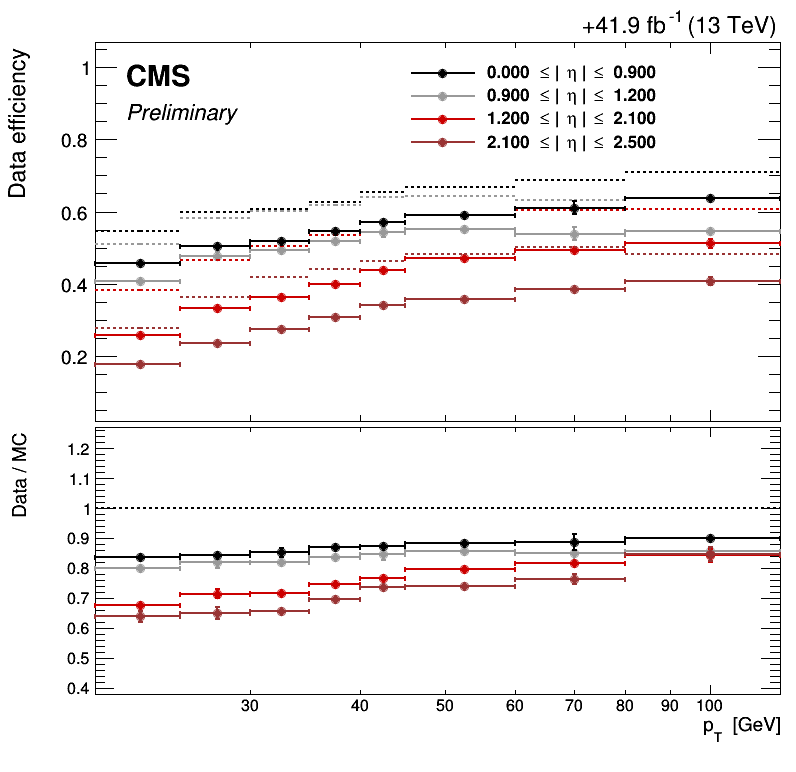 +41.9 fb-1 (13 TeV)
CMS
Preliminary
0.000 ≤ | η | ≤ 0.900
0.900 ≤ | η | ≤ 1.200
1.200 ≤ | η | ≤ 2.100
2.100 ≤ | η | ≤ 2.500
Data efficiency
1
0.8
0.6
0.4
0.2
Data / MC
1.2
1.1
1
0.9
0.8
0.7
0.6
0.5
0.4
30 40 50 60 70 80 90 100
pT [GeV]